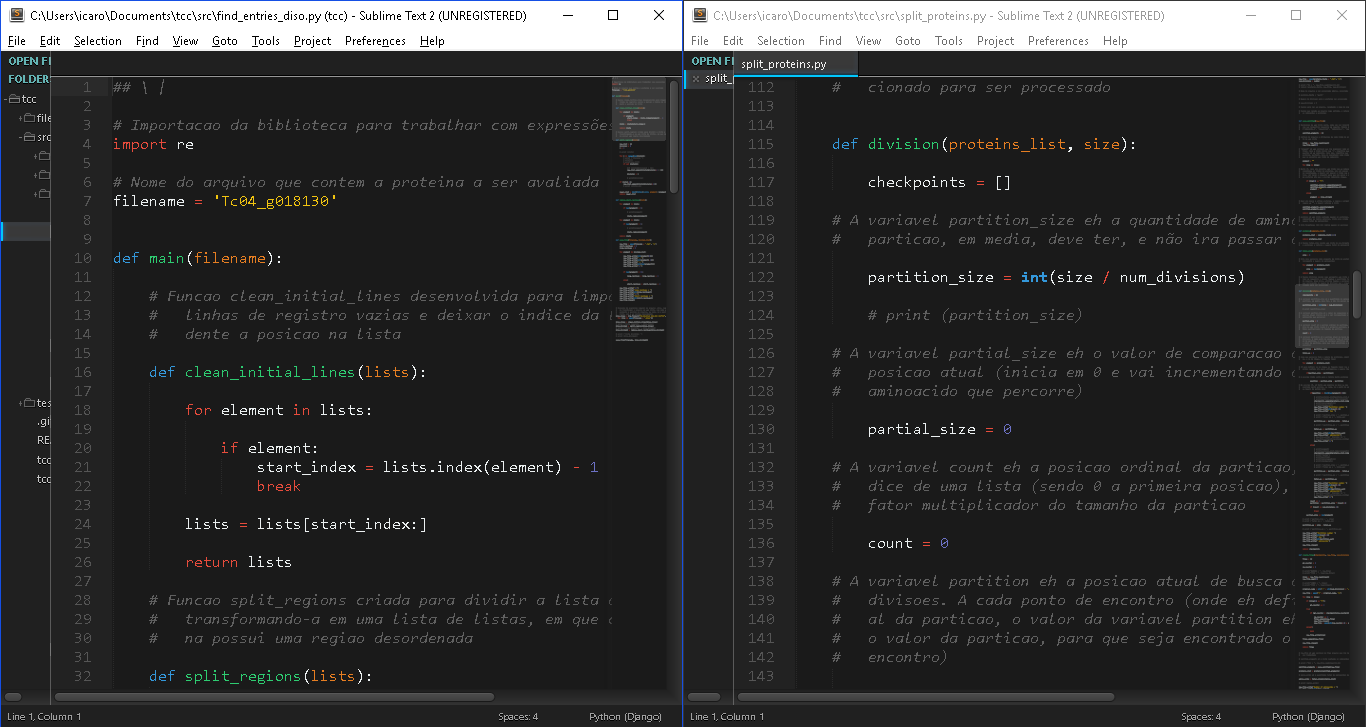 C:\Users\icaro\Documents\tcc\src\find_entries_diso.py (tcc) - Sublime Text 2 (UNREGISTERED)
File Edit Selection Find View Goto Tools Project Preferences Help
OPEN FI
FOLDER
tcc
file
src
tes
.gi
RE
tcc
tcc
1 ## \ /
2
3 # Importacao da biblioteca para trabalhar com expressões
4 import re
5
6 # Nome do arquivo que contem a proteina a ser avaliada
7 filename = 'Tc04_g018130'
8
9
10 def main(filename):
11
12 # Funcao clean_initial_lines desenvolvida para limp
13 # linhas de registro vazias e deixar o indice da
14 # dente a posicao na lista
15
16 def clean_initial_lines(lists):
17
18 for element in lists:
19
20 if element:
21 start_index = lists.index(element) - 1
22 break
23
24 lists = lists[start_index:]
25
26 return lists
27
28 # Funcao split_regions criada para dividir a lista
29 # transformando-a em uma lista de listas, em que
30 # na possui uma regiao desordenada
31
32 def split_regions(lists):
Line 1, Column 1 Spaces: 4 Python (Django)
C:\Users\icaro\Documents\tcc\src\split_proteins.py - Sublime Text 2 (UNREGISTERED)
File Edit Selection Find View Goto Tools Project Preferences Help
OPEN FI
split_
split_proteins.py
112 # cionado para ser processado
113
114
115 def division(proteins_list, size):
116
117 checkpoints = []
118
119 # A variavel partition_size eh a quantidade de amin
120 # particao, em media, deve ter, e não ira passar
121
122 partition_size = int(size / num_divisions)
123
124 # print (partition_size)
125
126 # A variavel partial_size eh o valor de comparacao
127 # posicao atual (inicia em 0 e vai incrementando
128 # aminoacido que percorre)
129
130 partial_size = 0
131
132 # A variavel count eh a posicao ordinal da particao,
133 # dice de uma lista (sendo 0 a primeira posicao),
134 # fator multiplicador do tamanho da particao
135
136 count = 0
137
138 # A variavel partition eh a posicao atual de busca
139 # divisoes. A cada ponto de encontro (onde eh def
140 # al da particao, o valor da variavel partition eh
141 # o valor da particao, para que seja encontrado o
142 # encontro)
143
Line 1, Column 1 Spaces: 4 Python (Django)